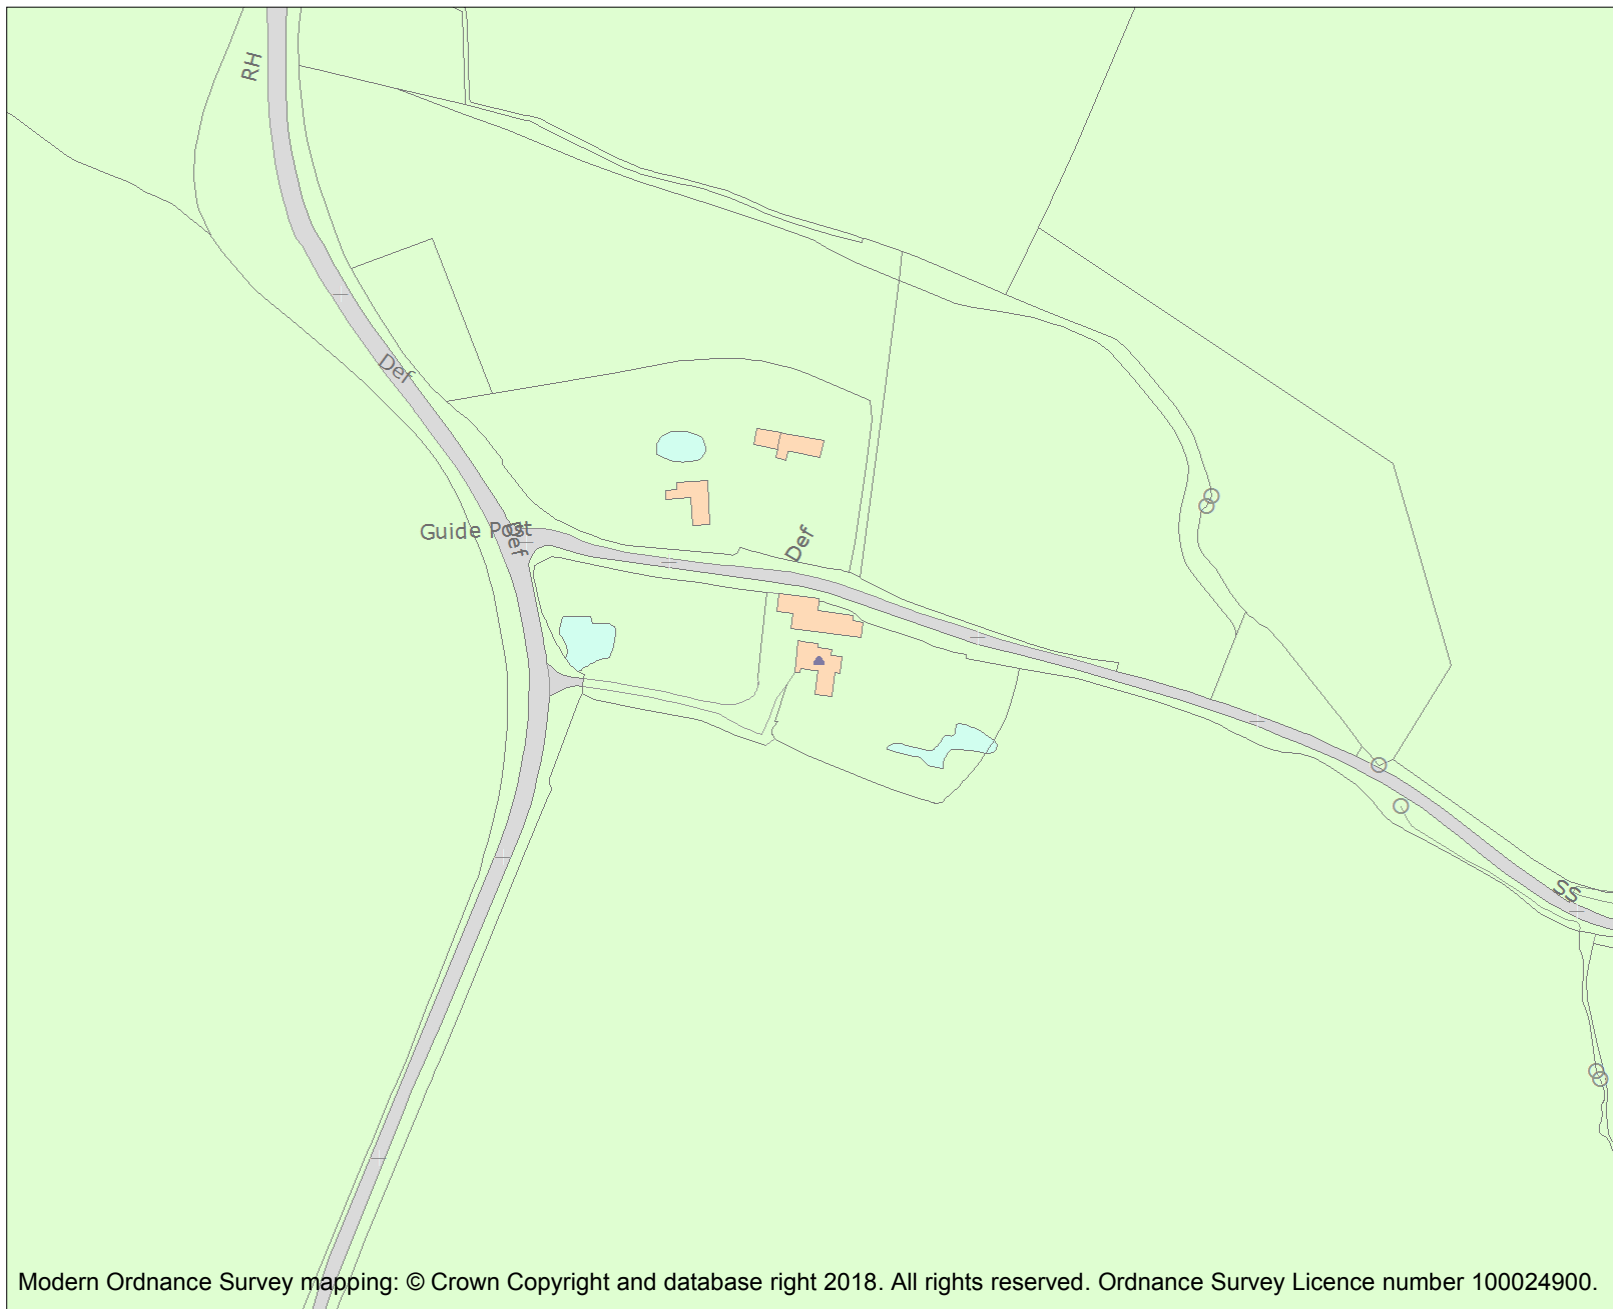 RH
Def
Guide Post
Def
Def
SS
Modern Ordnance Survey mapping: © Crown Copyright and database right 2018. All rights reserved. Ordnance Survey Licence number 100024900.